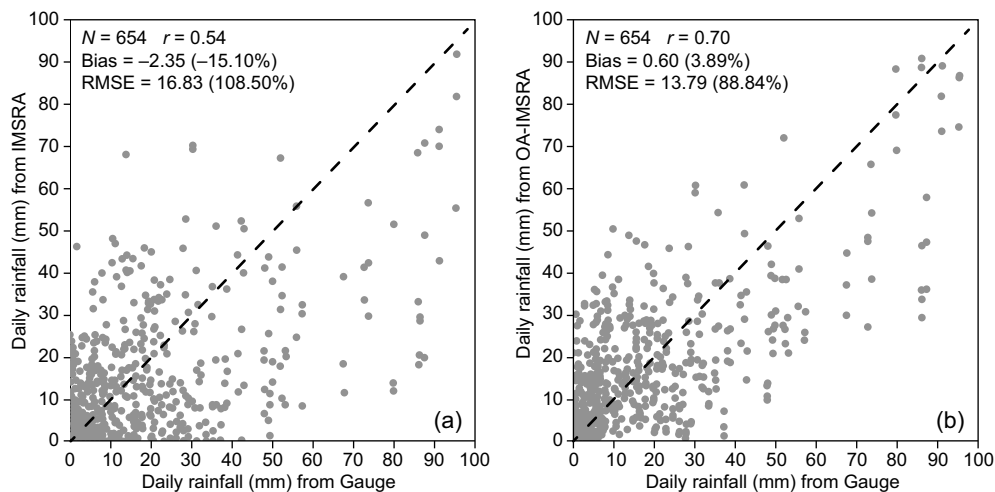 100
90
80
70
60
50
40
30
20
10
0
Daily rainfall (mm) from IMSRA
N = 654 r = 0.54
Bias = –2.35 (–15.10%)
RMSE = 16.83 (108.50%)
(a)
0 10 20 30 40 50 60 70 80 90 100
Daily rainfall (mm) from Gauge
100
90
80
70
60
50
40
30
20
10
0
Daily rainfall (mm) from OA-IMSRA
N = 654 r = 0.70
Bias = 0.60 (3.89%)
RMSE = 13.79 (88.84%)
(b)
0 10 20 30 40 50 60 70 80 90 100
Daily rainfall (mm) from Gauge